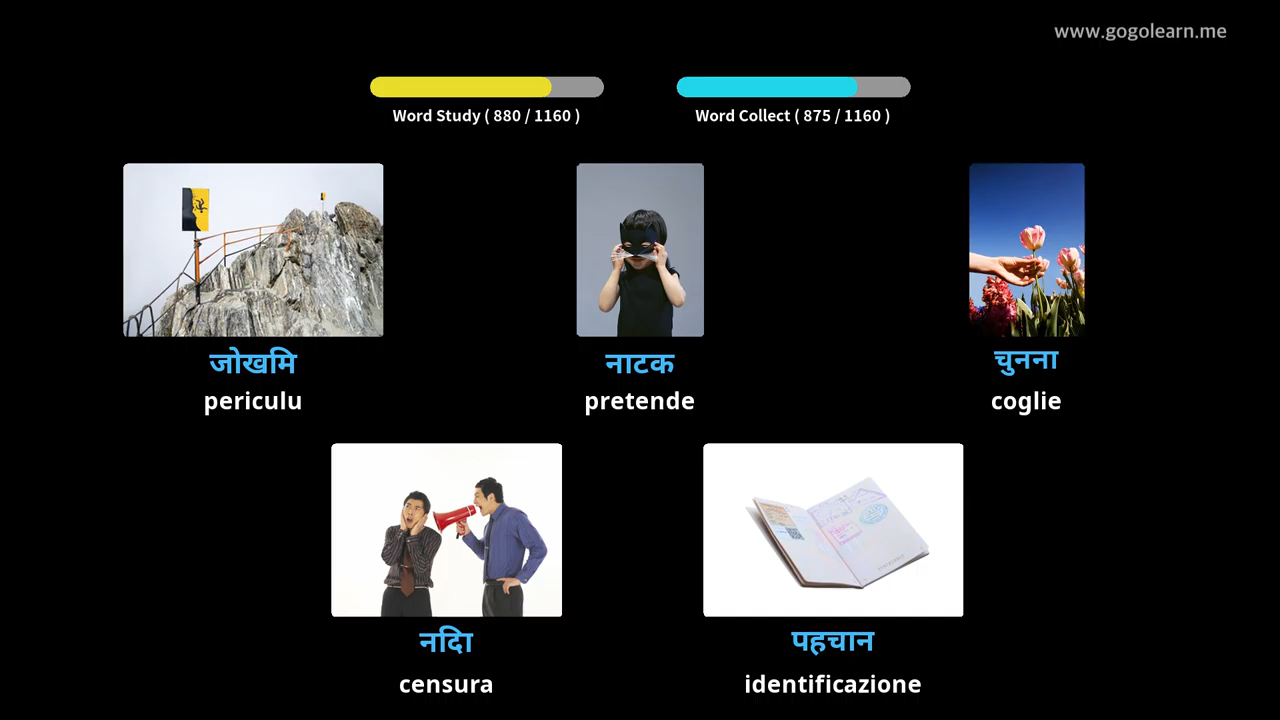 www.gogolearn.me
Word Study ( 880 / 1160 )
Word Collect ( 875 / 1160 )
जोखमि
नाटक
चुनना
periculu
pretende
coglie
नदिा
पहचान
censura
identificazione